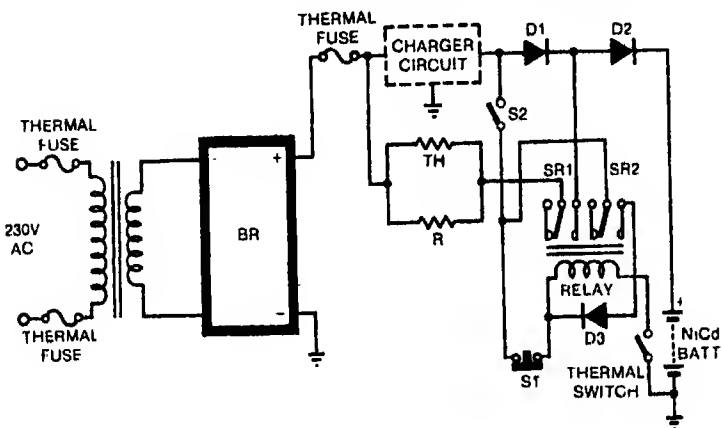 THERMAL
FUSE
CHARGER
CIRCUIT
D1
D2
THERMAL
FUSE
S2
- +
TH
SR1
SR2
230V
AC
BR
R
RELAY
-
D3
+
NiCd
BATT
THERMAL
FUSE
S1
THERMAL
SWITCH